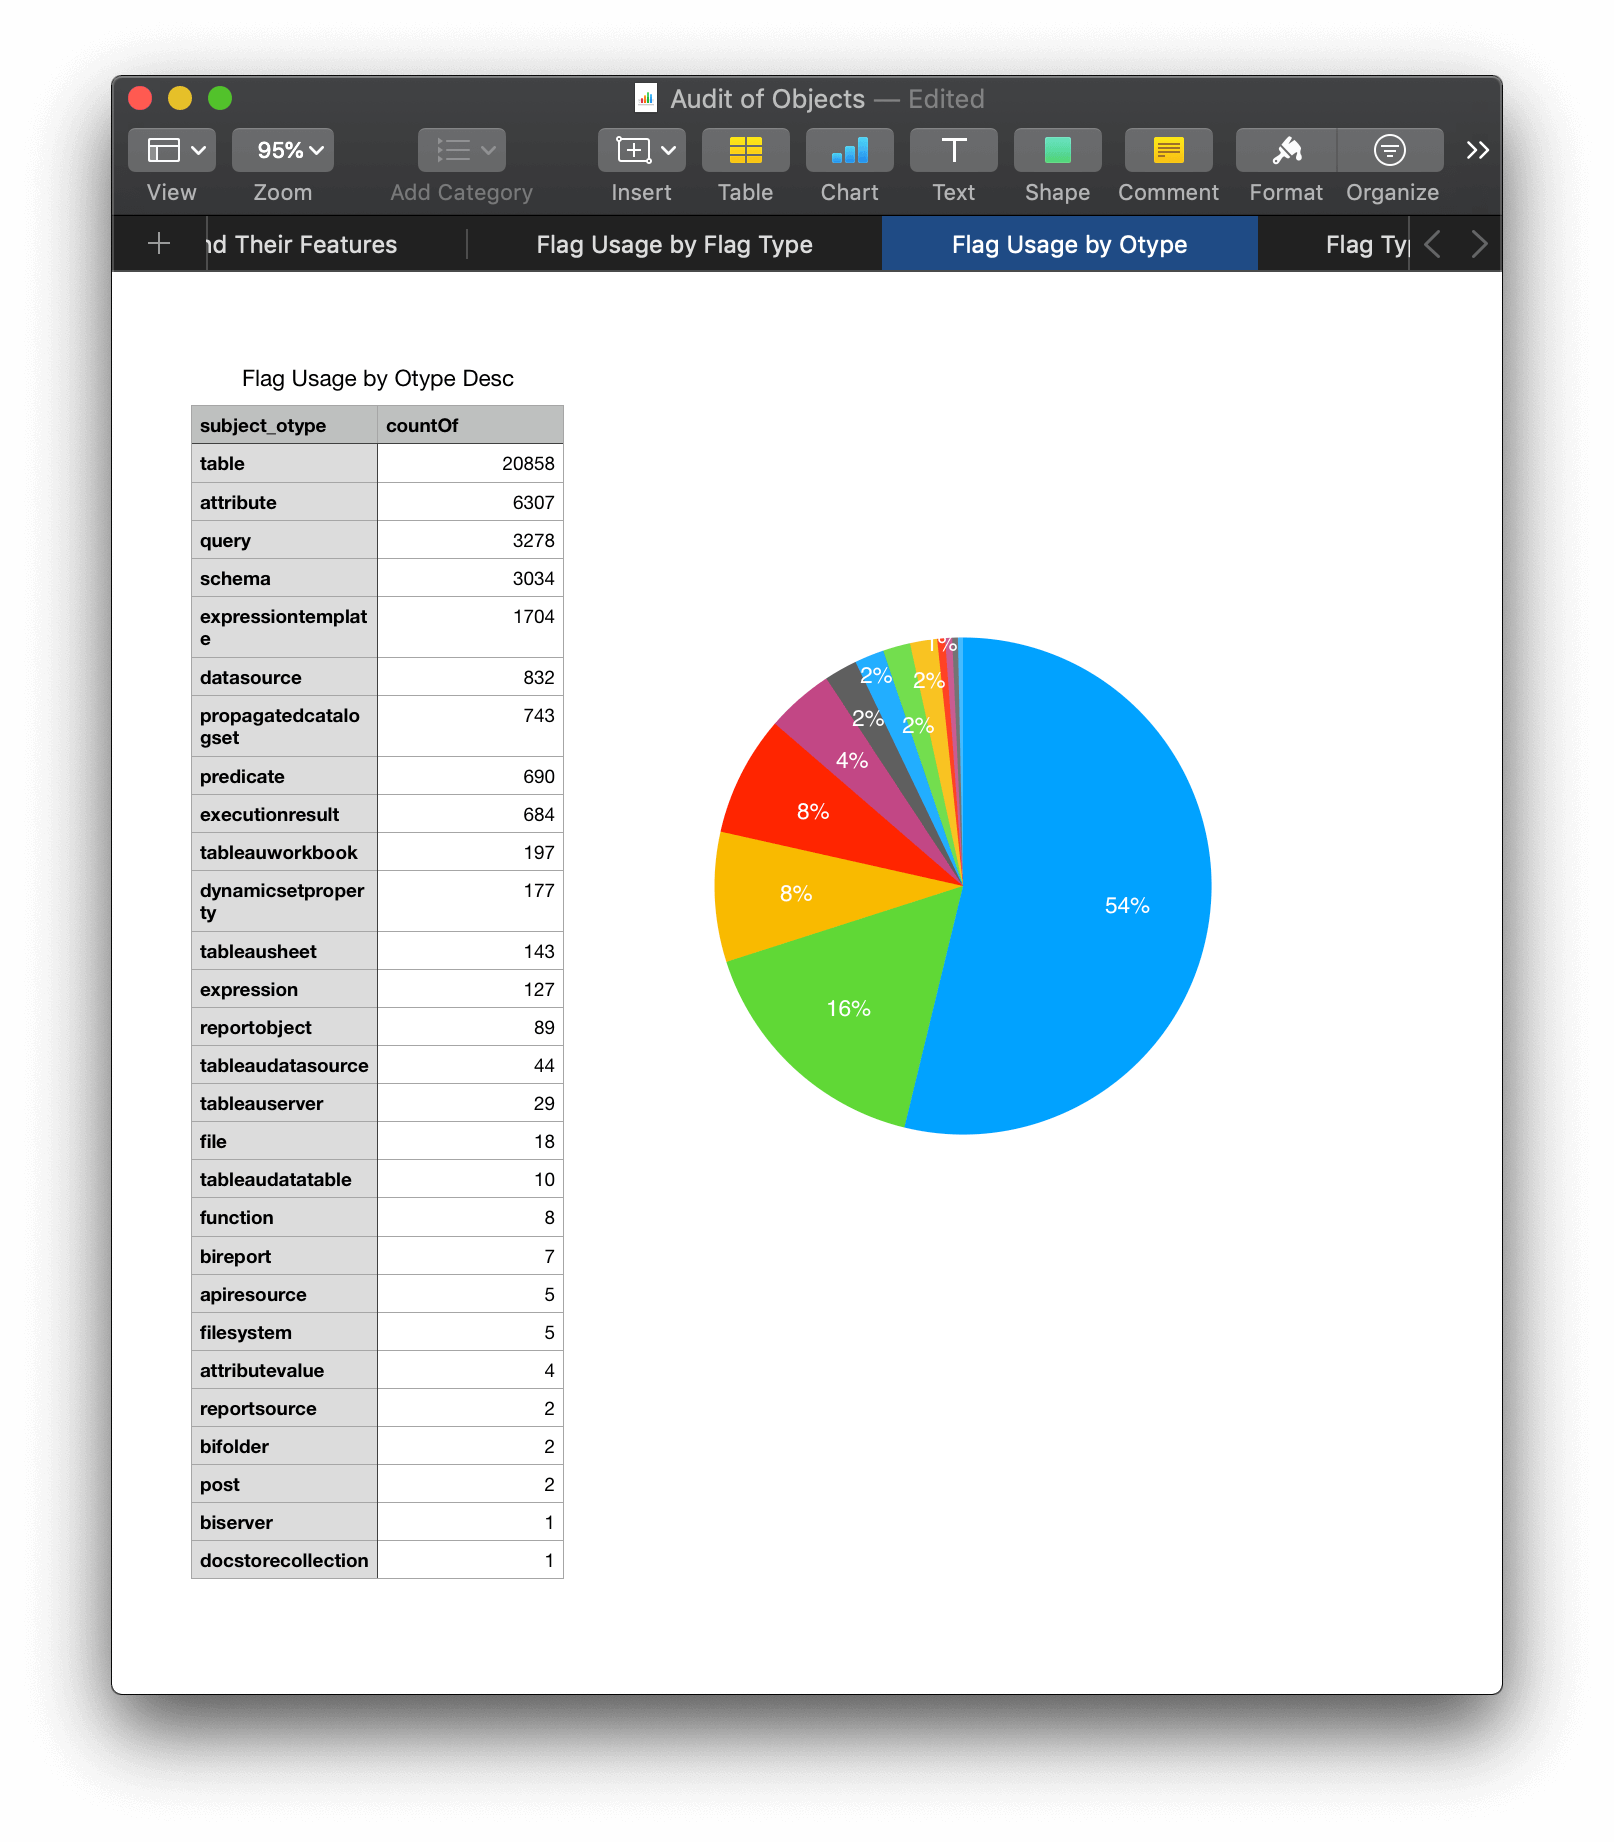 Audit of Objects — Edited
95%
View
Zoom
Add Category
Insert
Table
Chart
Text
Shape
Comment
Format
Organize
nd Their Features
Flag Usage by Flag Type
Flag Usage by Otype
Flag Ty
Flag Usage by Otype Desc
subject_otype countOf
table 20858
attribute 6307
query 3278
schema 3034
expressiontemplat 1704
e
datasource 832
propagatedcatalo 743
gset
predicate 690
executionresult 684
tableauworkbook 197
dynamicsetproper 177
ty
tableausheet 143
expression 127
reportobject 89
tableaudatasource 44
tableauserver 29
file 18
tableaudatatable 10
function 8
bireport 7
apiresource 5
filesystem 5
attributevalue 4
reportsource 2
bifolder 2
post 2
biserver 1
docstorecollection 1
1%
2%
2%
2%
2%
4%
8%
8%
54%
16%